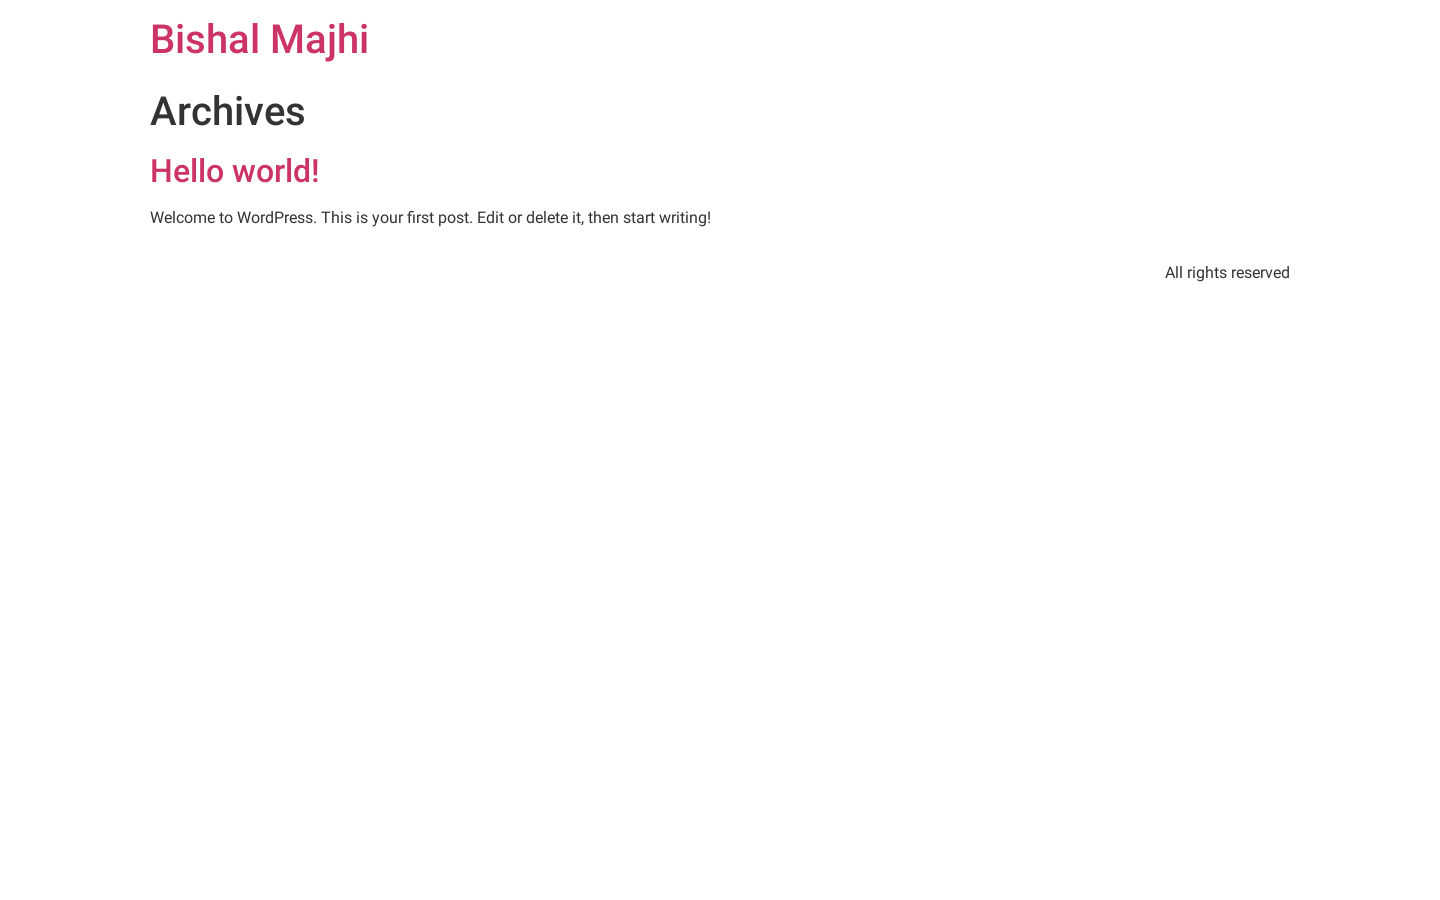 Bishal Majhi
Archives
Hello world!
Welcome to WordPress. This is your first post. Edit or delete it, then start writing!
All rights reserved